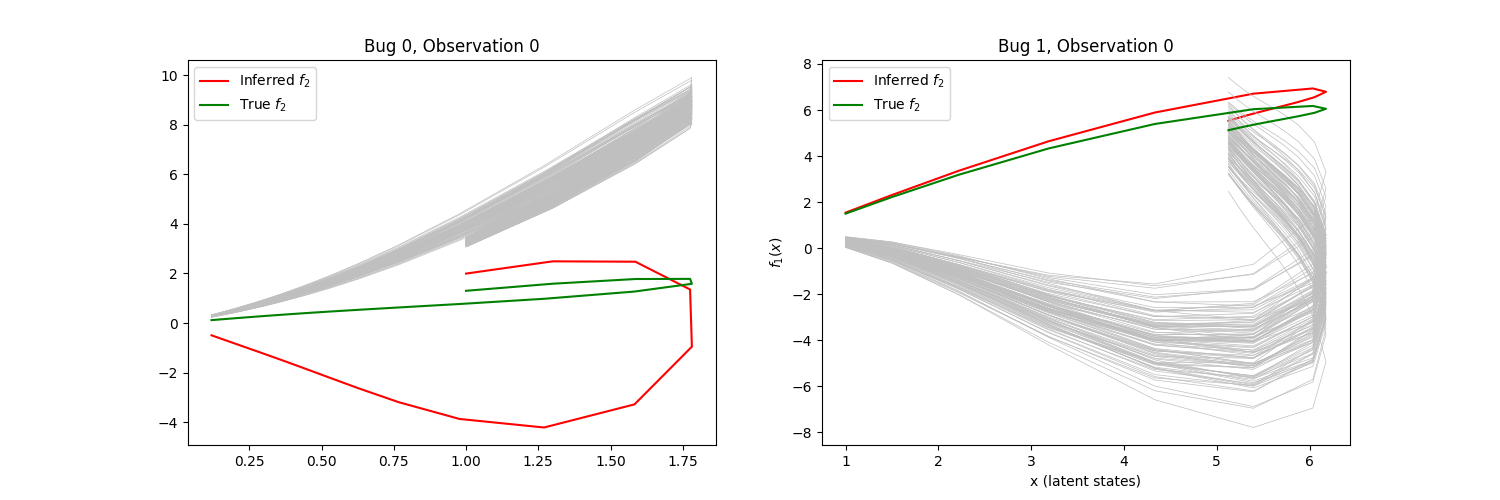 Bug 0, Observation 0
Inferred f₂
True f₂
10
8
6
4
2
0
−2
−4
0.25 0.50 0.75 1.00 1.25 1.50 1.75
Bug 1, Observation 0
Inferred f₂
True f₂
8
6
4
2
0
−2
−4
−6
−8
f₁(x)
1 2 3 4 5 6
x (latent states)